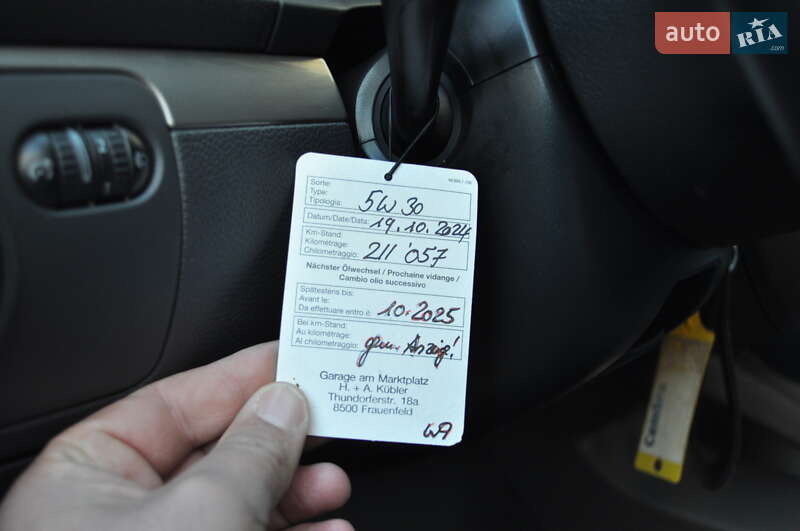 auto RIA .com
Sorte:
Type:
Tipologia: 5W30
Datum/Date/Data: 19.10.2024
Km-Stand:
Kilométrage:
Chilometraggio: 211'057
Nächster Ölwechsel / Prochaine vidange /
Cambio olio successivo
Spätestens bis:
Avant le:
Da effettuare entro il: 10.2025
Bei km-Stand:
Au kilométrage:
Al chilometraggio: gem. Anzeige!
Garage am Marktplatz
H. + A. Kübler
Thundorferstr. 18a
8500 Frauenfeld